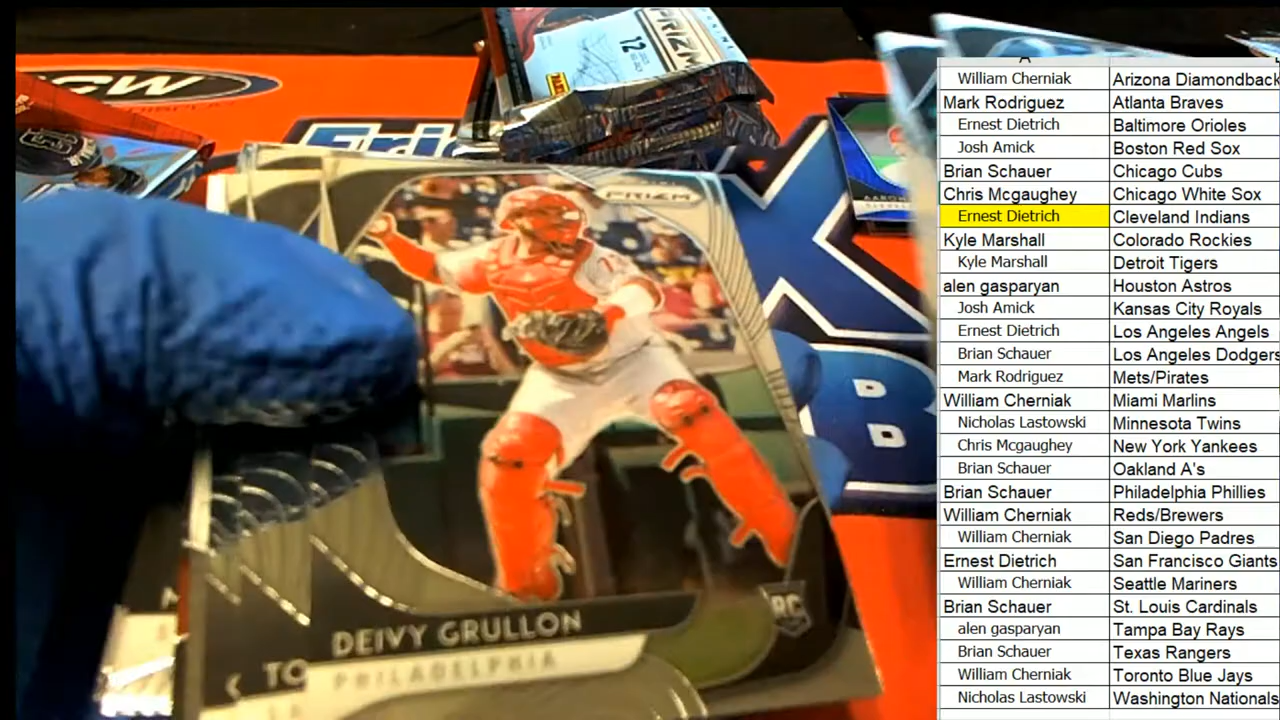 PRIZM
12
PANINI
CW
Eric
PRIZM
AARON
B
DEIVY GRULLON
RC
PHILADELPHIA
TO
A
William Cherniak Arizona Diamondback
Mark Rodriguez Atlanta Braves
Ernest Dietrich Baltimore Orioles
Josh Amick Boston Red Sox
Brian Schauer Chicago Cubs
Chris Mcgaughey Chicago White Sox
Ernest Dietrich Cleveland Indians
Kyle Marshall Colorado Rockies
Kyle Marshall Detroit Tigers
alen gasparyan Houston Astros
Josh Amick Kansas City Royals
Ernest Dietrich Los Angeles Angels
Brian Schauer Los Angeles Dodgers
Mark Rodriguez Mets/Pirates
William Cherniak Miami Marlins
Nicholas Lastowski Minnesota Twins
Chris Mcgaughey New York Yankees
Brian Schauer Oakland A's
Brian Schauer Philadelphia Phillies
William Cherniak Reds/Brewers
William Cherniak San Diego Padres
Ernest Dietrich San Francisco Giants
William Cherniak Seattle Mariners
Brian Schauer St. Louis Cardinals
alen gasparyan Tampa Bay Rays
Brian Schauer Texas Rangers
William Cherniak Toronto Blue Jays
Nicholas Lastowski Washington Nationals